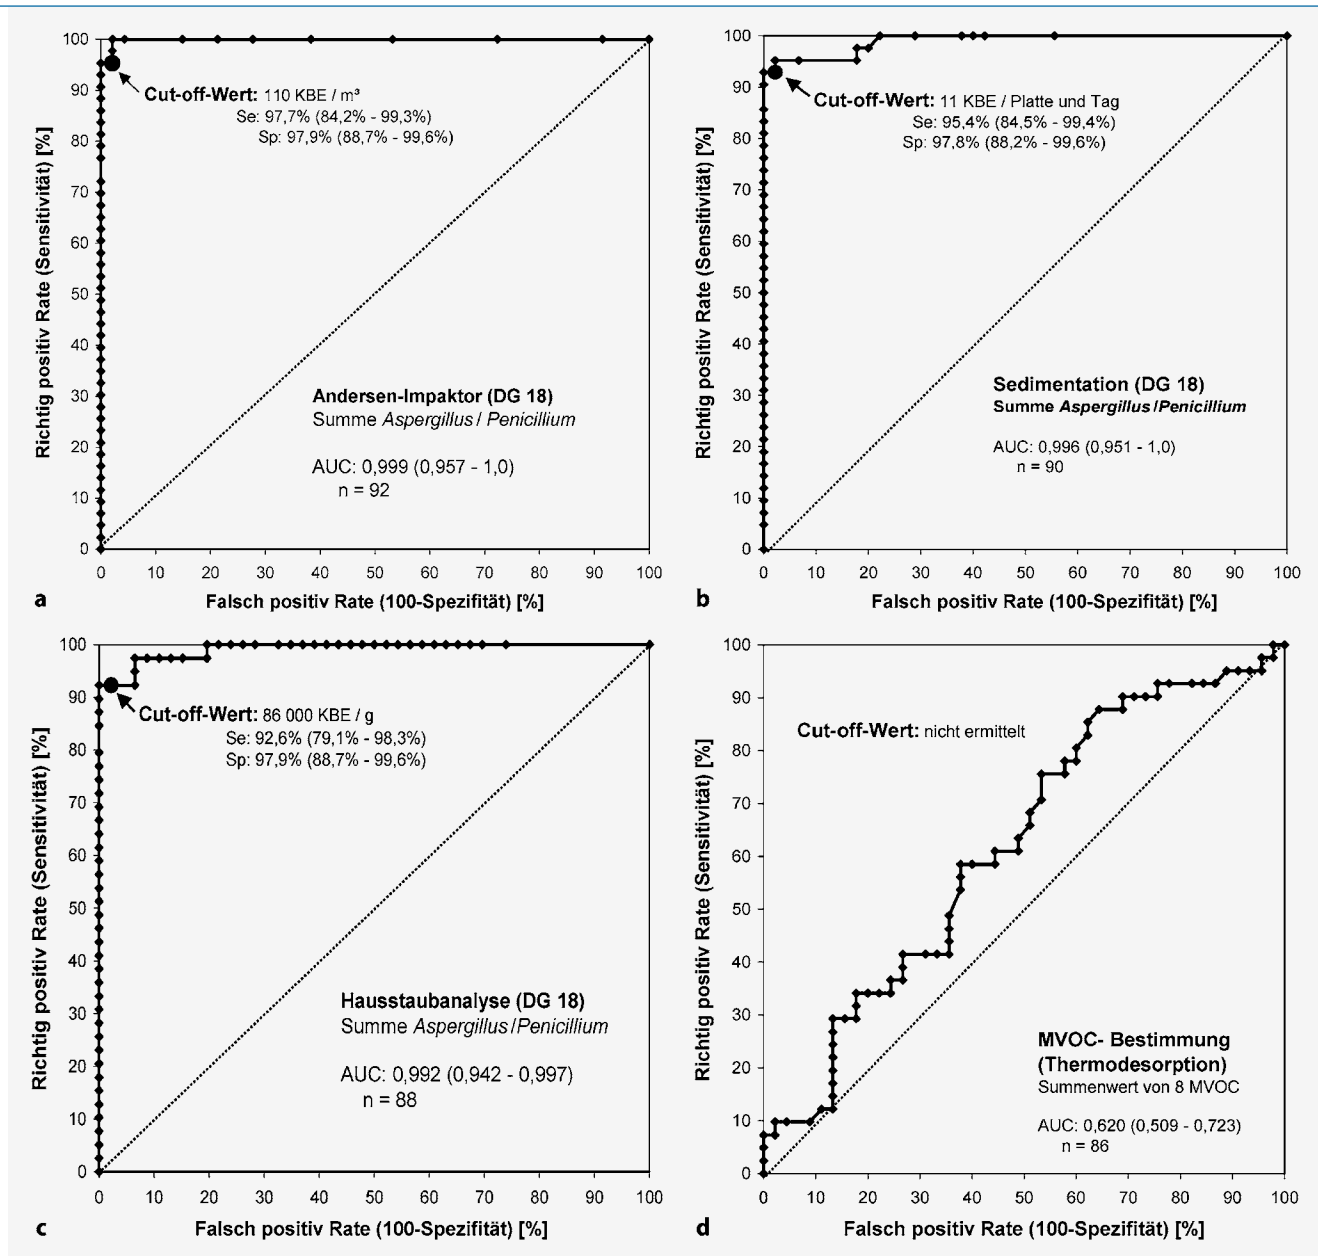 100
90
80
70
60
50
40
30
20
10
0
Richtig positiv Rate (Sensitivität) [%]
Cut-off-Wert: 110 KBE / m³
Se: 97,7% (84,2% - 99,3%)
Sp: 97,9% (88,7% - 99,6%)
Andersen-Impaktor (DG 18)
Summe Aspergillus / Penicillium
AUC: 0,999 (0,957 - 1,0)
n = 92
0 10 20 30 40 50 60 70 80 90 100
a
Falsch positiv Rate (100-Spezifität) [%]
100
90
80
70
60
50
40
30
20
10
0
Richtig positiv Rate (Sensitivität) [%]
Cut-off-Wert: 11 KBE / Platte und Tag
Se: 95,4% (84,5% - 99,4%)
Sp: 97,8% (88,2% - 99,6%)
Sedimentation (DG 18)
Summe Aspergillus /Penicillium
AUC: 0,996 (0,951 - 1,0)
n = 90
0 10 20 30 40 50 60 70 80 90 100
b
Falsch positiv Rate (100-Spezifität) [%]
100
90
80
70
60
50
40
30
20
10
0
Richtig positiv Rate (Sensitivität) [%]
Cut-off-Wert: 86 000 KBE / g
Se: 92,6% (79,1% - 98,3%)
Sp: 97,9% (88,7% - 99,6%)
Hausstaubanalyse (DG 18)
Summe Aspergillus /Penicillium
AUC: 0,992 (0,942 - 0,997)
n = 88
0 10 20 30 40 50 60 70 80 90 100
c
Falsch positiv Rate (100-Spezifität) [%]
100
90
80
70
60
50
40
30
20
10
0
Richtig positiv Rate (Sensitivität) [%]
Cut-off-Wert: nicht ermittelt
MVOC- Bestimmung
(Thermodesorption)
Summenwert von 8 MVOC
AUC: 0,620 (0,509 - 0,723)
n = 86
0 10 20 30 40 50 60 70 80 90 100
d
Falsch positiv Rate (100-Spezifität) [%]